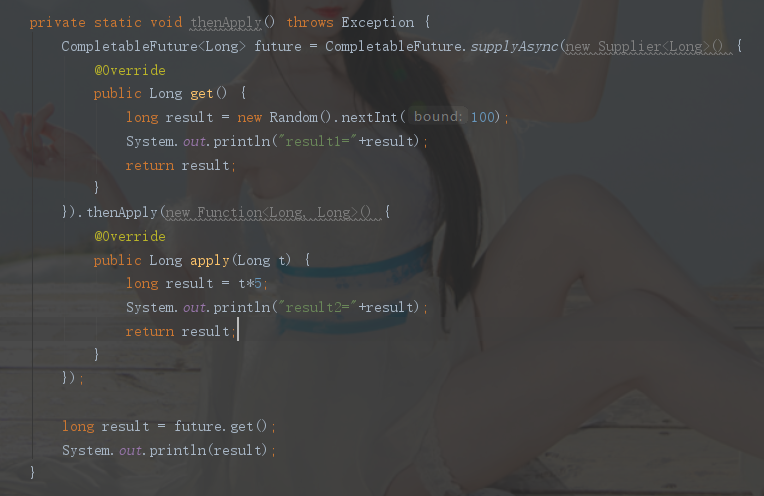 private static void thenApply() throws Exception {
    CompletableFuture<Long> future = CompletableFuture.supplyAsync(new Supplier<Long>() {
        @Override
        public Long get() {
            long result = new Random().nextInt( bound: 100);
            System.out.println("result1="+result);
            return result;
        }
    }).thenApply(new Function<Long, Long>() {
        @Override
        public Long apply(Long t) {
            long result = t*5;
            System.out.println("result2="+result);
            return result;
        }
    });

    long result = future.get();
    System.out.println(result);
}